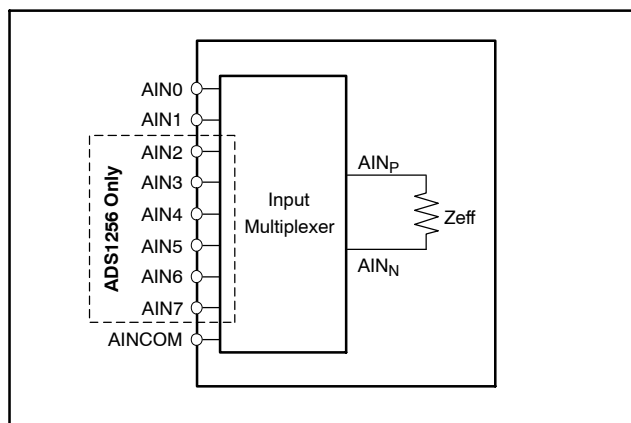 AIN0
AIN1
AIN2
AIN3
AIN4
AIN5
AIN6
AIN7
AINCOM
ADS1256 Only
Input
Multiplexer
AINP
Zeff
AINN